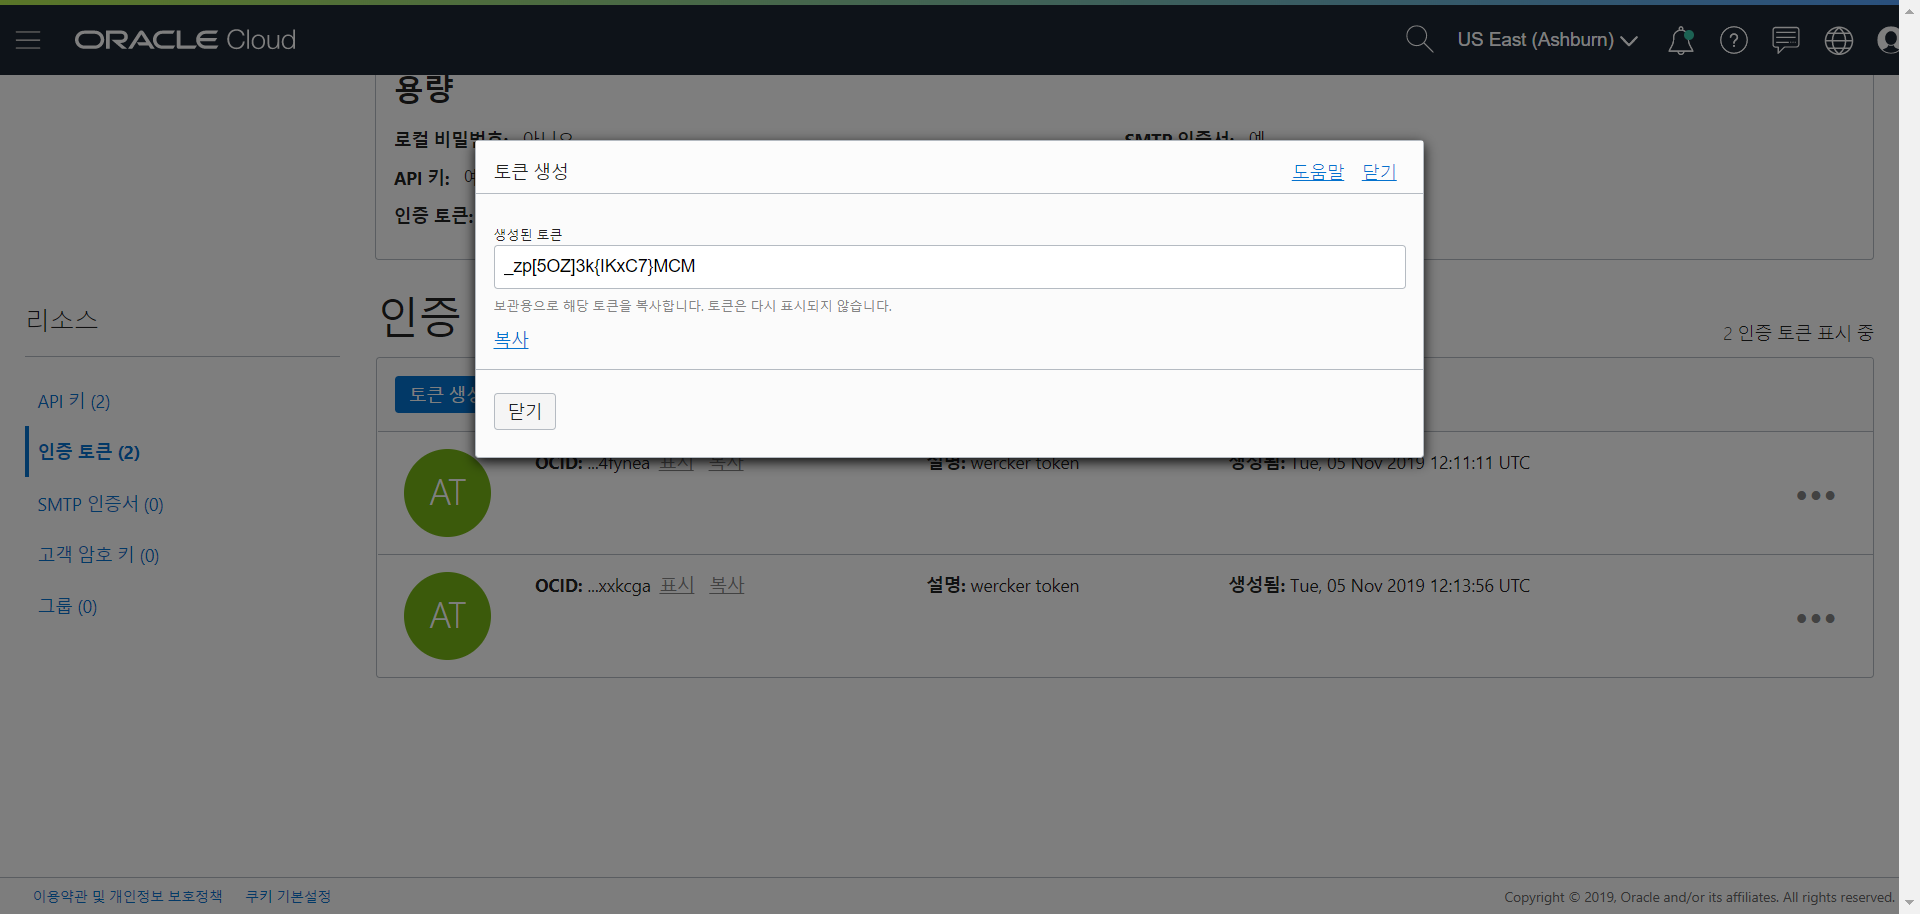 ORACLE Cloud
US East (Ashburn)
용량
로컬 비밀번호: 아니요
SMTP 인증서: 예
API 키: 예
인증 토큰:
토큰 생성
도움말 닫기
생성된 토큰
_zp[5OZ]3k{IKxC7}MCM
보관용으로 해당 토큰을 복사합니다. 토큰은 다시 표시되지 않습니다.
복사
닫기
리소스
API 키 (2)
인증 토큰 (2)
SMTP 인증서 (0)
고객 암호 키 (0)
그룹 (0)
인증
2 인증 토큰 표시 중
토큰 생성
AT
OCID: ...4fynea 표시 복사
설명: wercker token
생성됨: Tue, 05 Nov 2019 12:11:11 UTC
AT
OCID: ...xxkcga 표시 복사
설명: wercker token
생성됨: Tue, 05 Nov 2019 12:13:56 UTC
이용약관 및 개인정보 보호정책 쿠키 기본설정
Copyright © 2019, Oracle and/or its affiliates. All rights reserved.